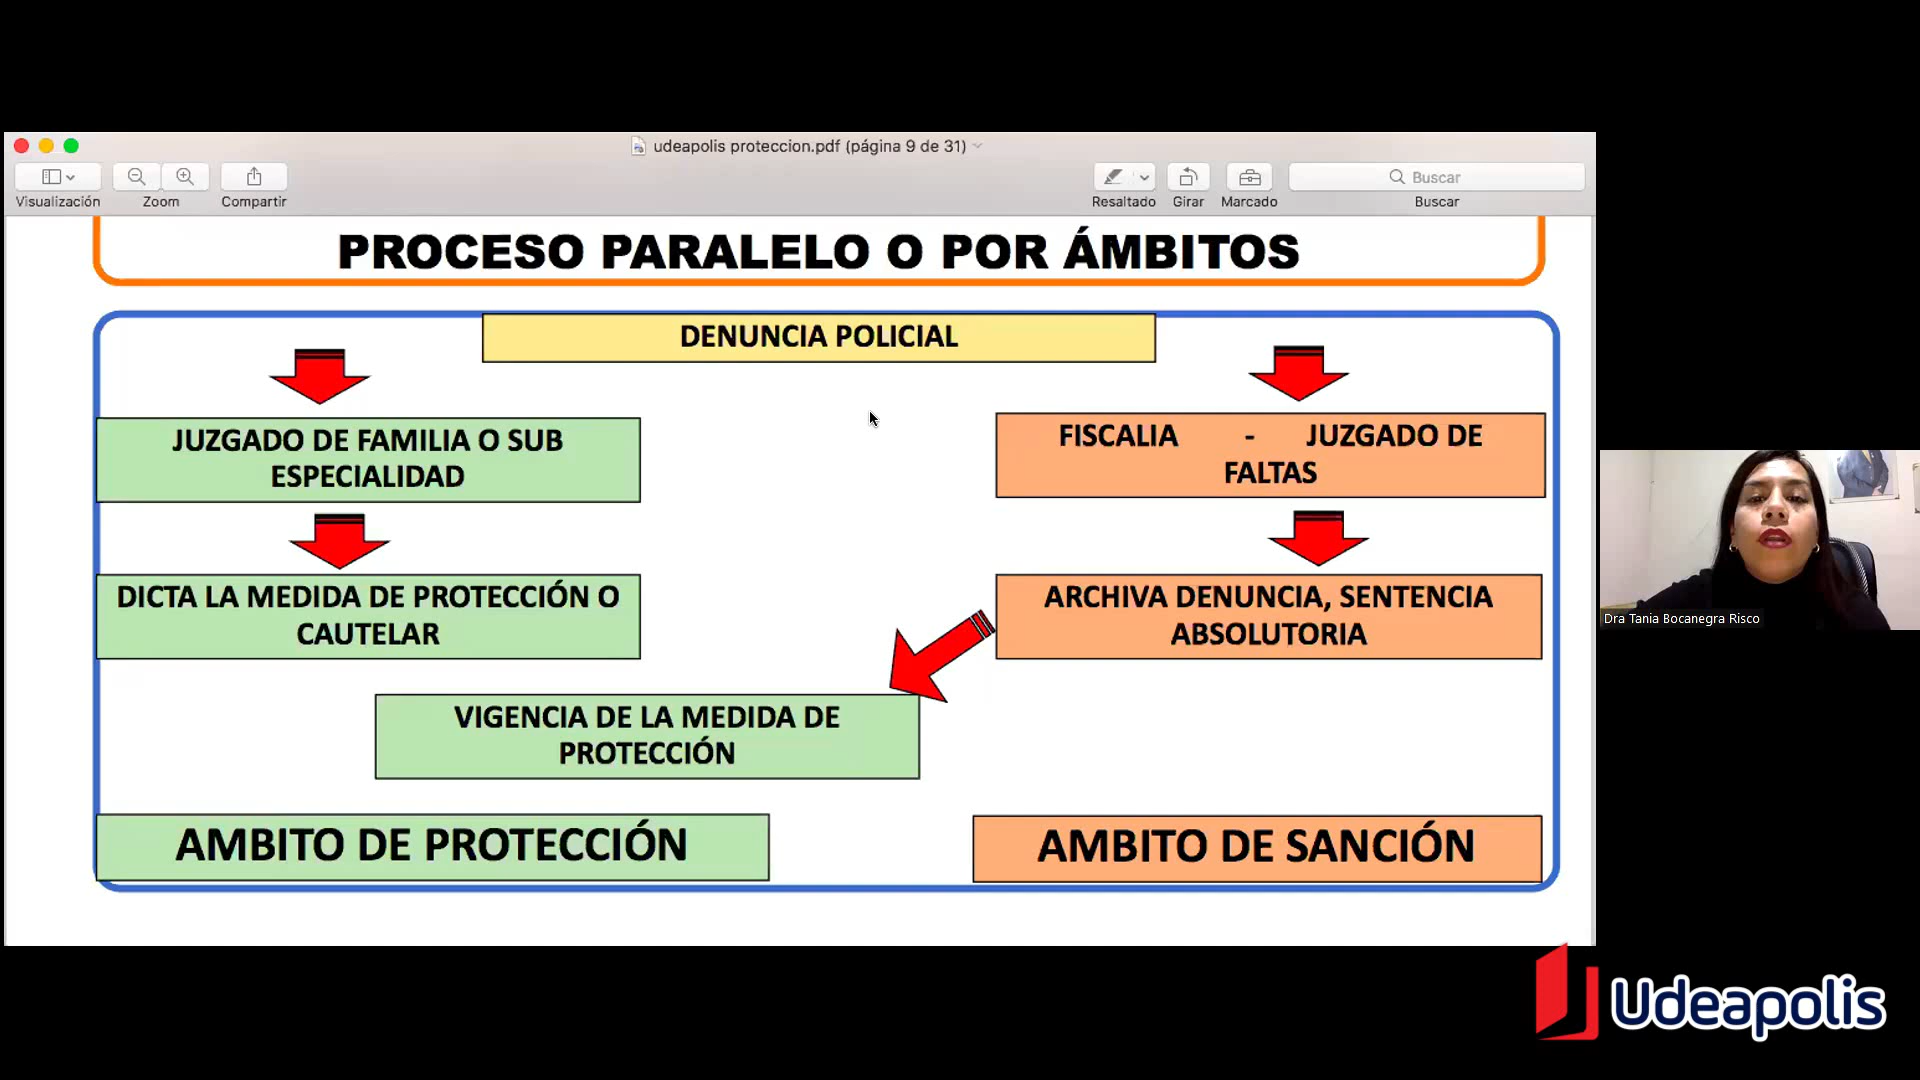 udeapolis proteccion.pdf (página 9 de 31)
Visualización
Zoom
Compartir
Resaltado
Girar
Marcado
Buscar
Buscar
PROCESO PARALELO O POR ÁMBITOS
DENUNCIA POLICIAL
JUZGADO DE FAMILIA O SUB
ESPECIALIDAD
FISCALIA - JUZGADO DE
FALTAS
DICTA LA MEDIDA DE PROTECCIÓN O
CAUTELAR
ARCHIVA DENUNCIA, SENTENCIA
ABSOLUTORIA
VIGENCIA DE LA MEDIDA DE
PROTECCIÓN
AMBITO DE PROTECCIÓN
AMBITO DE SANCIÓN
Dra Tania Bocanegra Risco
Udeapolis